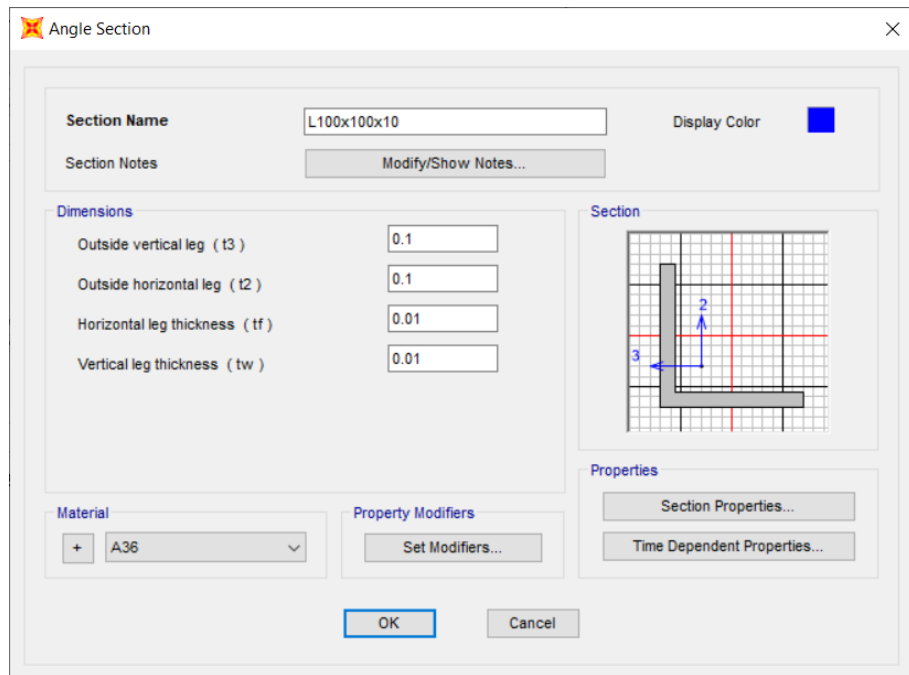 Angle Section
Section Name L100x100x10 Display Color
Section Notes Modify/Show Notes...
Dimensions
Outside vertical leg ( t3 ) 0.1
Outside horizontal leg ( t2 ) 0.1
Horizontal leg thickness ( tf ) 0.01
Vertical leg thickness ( tw ) 0.01
Section
2
3
Properties
Section Properties...
Time Dependent Properties...
Material
+ A36
Property Modifiers
Set Modifiers...
OK Cancel